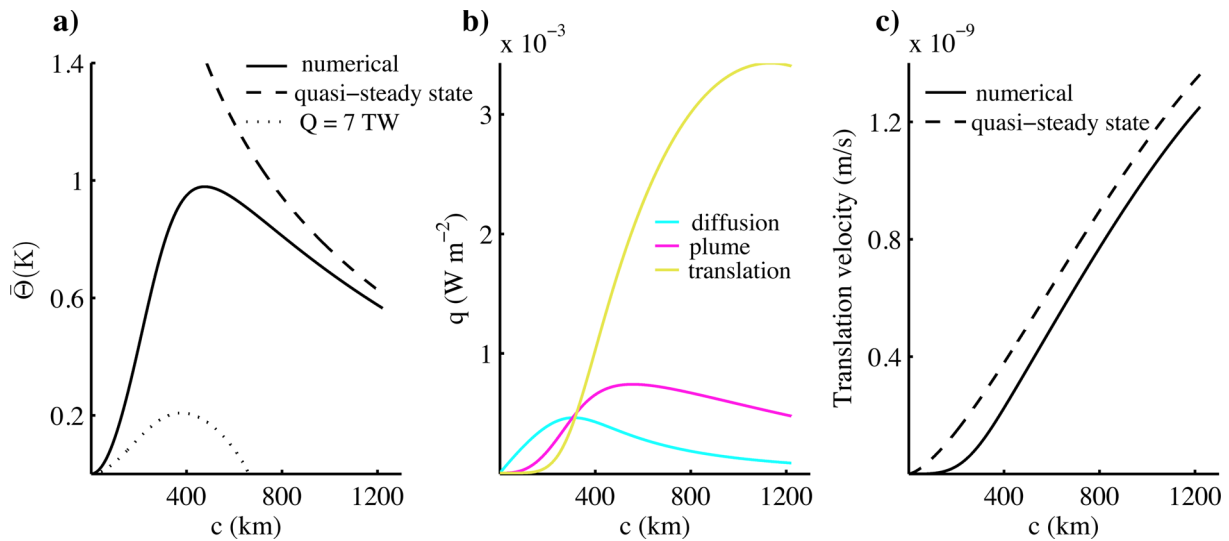 a)
1.4
1
0.6
0.2
400
800
1200
c (km)
Θ̄(K)
numerical
quasi−steady state
Q = 7 TW
b)
x 10⁻³
3
2
1
400
800
1200
c (km)
q (W m⁻²)
diffusion
plume
translation
c)
x 10⁻⁹
1.2
0.8
0.4
400
800
1200
c (km)
Translation velocity (m/s)
numerical
quasi−steady state